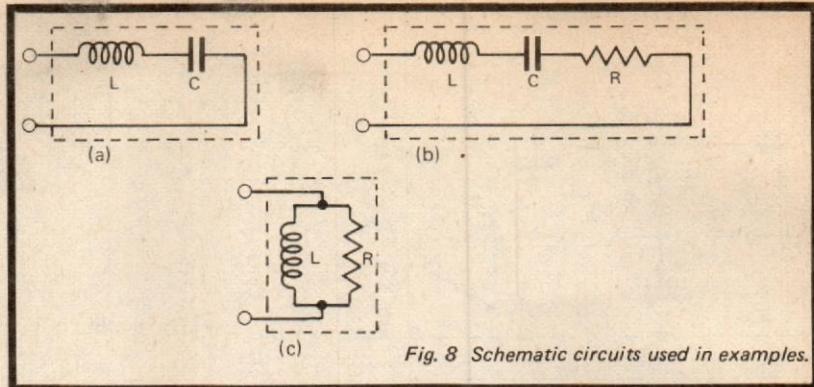 L C
(a)
L C R
(b)
L R
(c)
Fig. 8 Schematic circuits used in examples.